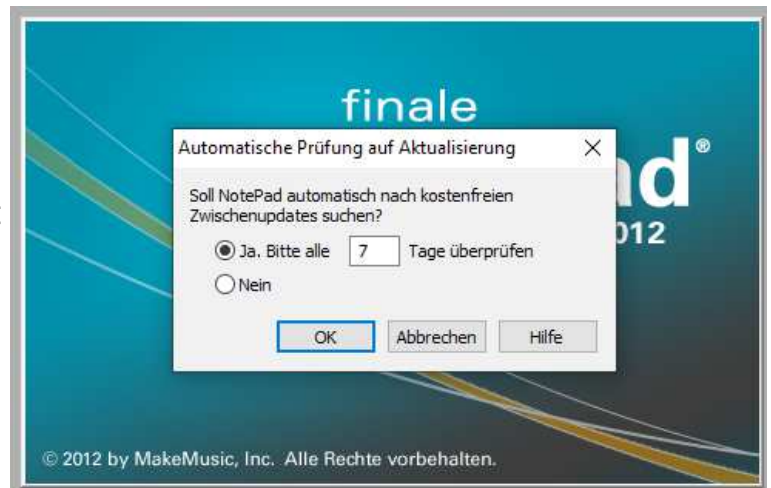 finale
Automatische Prüfung auf Aktualisierung
ad®
Soll NotePad automatisch nach kostenfreien
Zwischenupdates suchen?
012
Ja. Bitte alle 7 Tage überprüfen
Nein
OK Abbrechen Hilfe
© 2012 by MakeMusic, Inc. Alle Rechte vorbehalten.